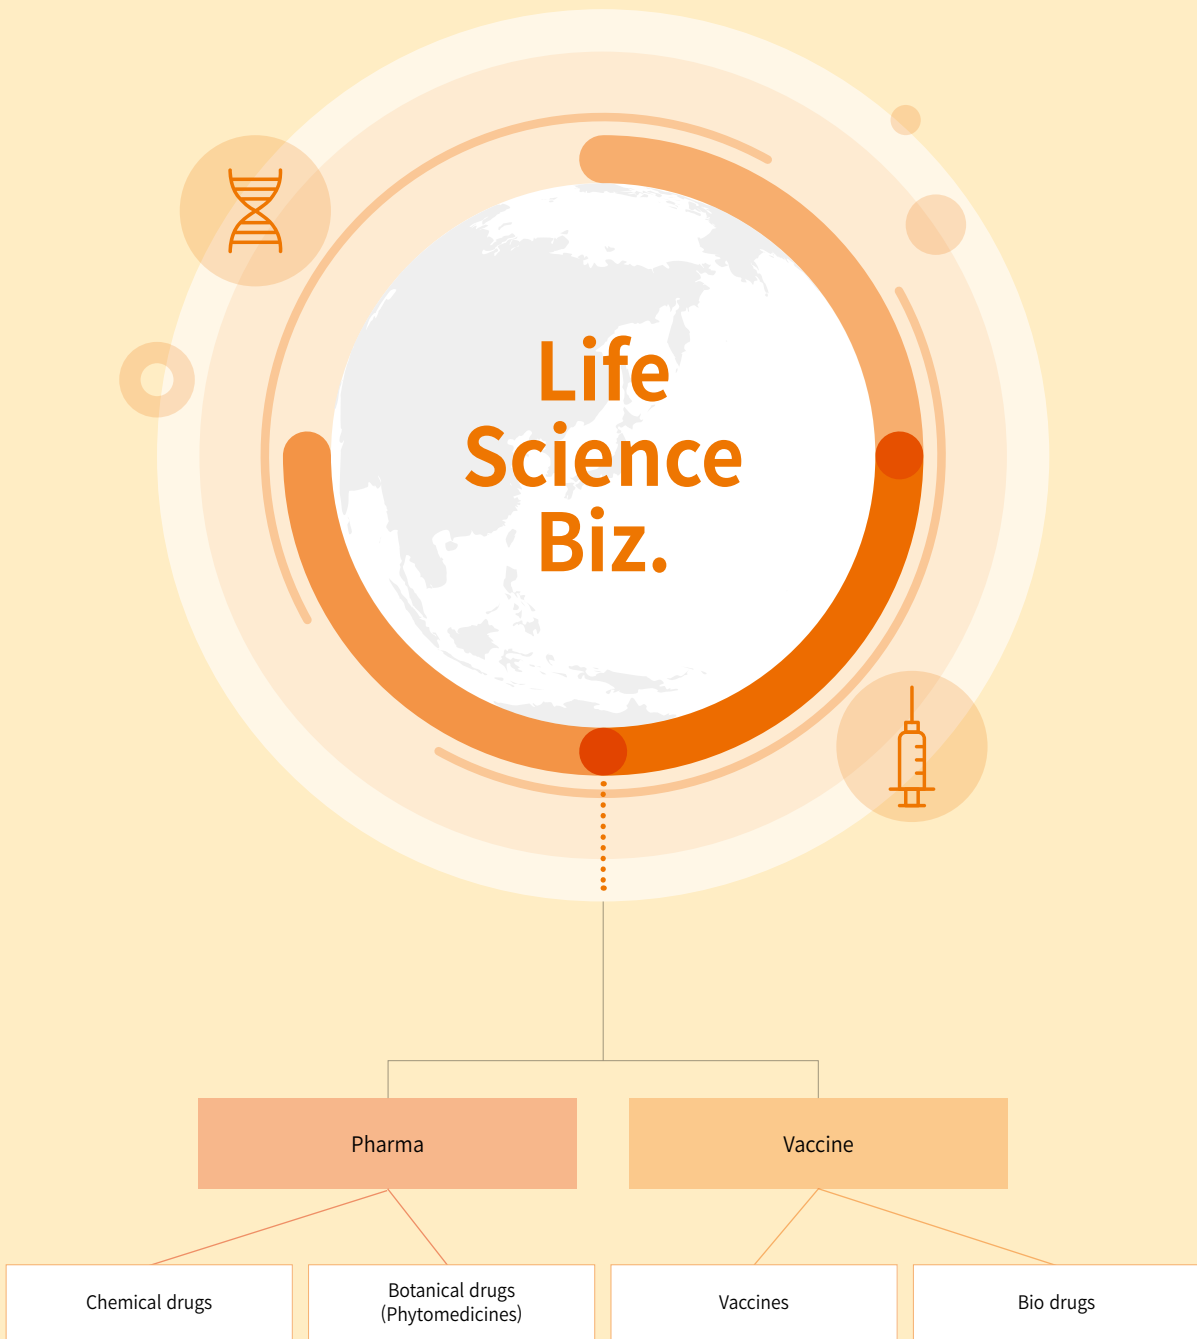 Life
Science
Biz.
Pharma
Vaccine
Chemical drugs
Botanical drugs
(Phytomedicines)
Vaccines
Bio drugs